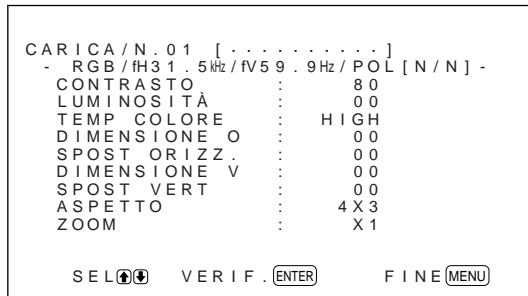 CARICA/N.01 [..........]
- RGB/fH31.5kHz/fV59.9Hz/POL[N/N]-
CONTRASTO : 80
LUMINOSITÀ : 00
TEMP COLORE : HIGH
DIMENSIONE O : 00
SPOST ORIZZ. : 00
DIMENSIONE V : 00
SPOST VERT : 00
ASPETTO : 4X3
ZOOM : X1
SEL⬆⬇ VERIF.ENTER FINE MENU